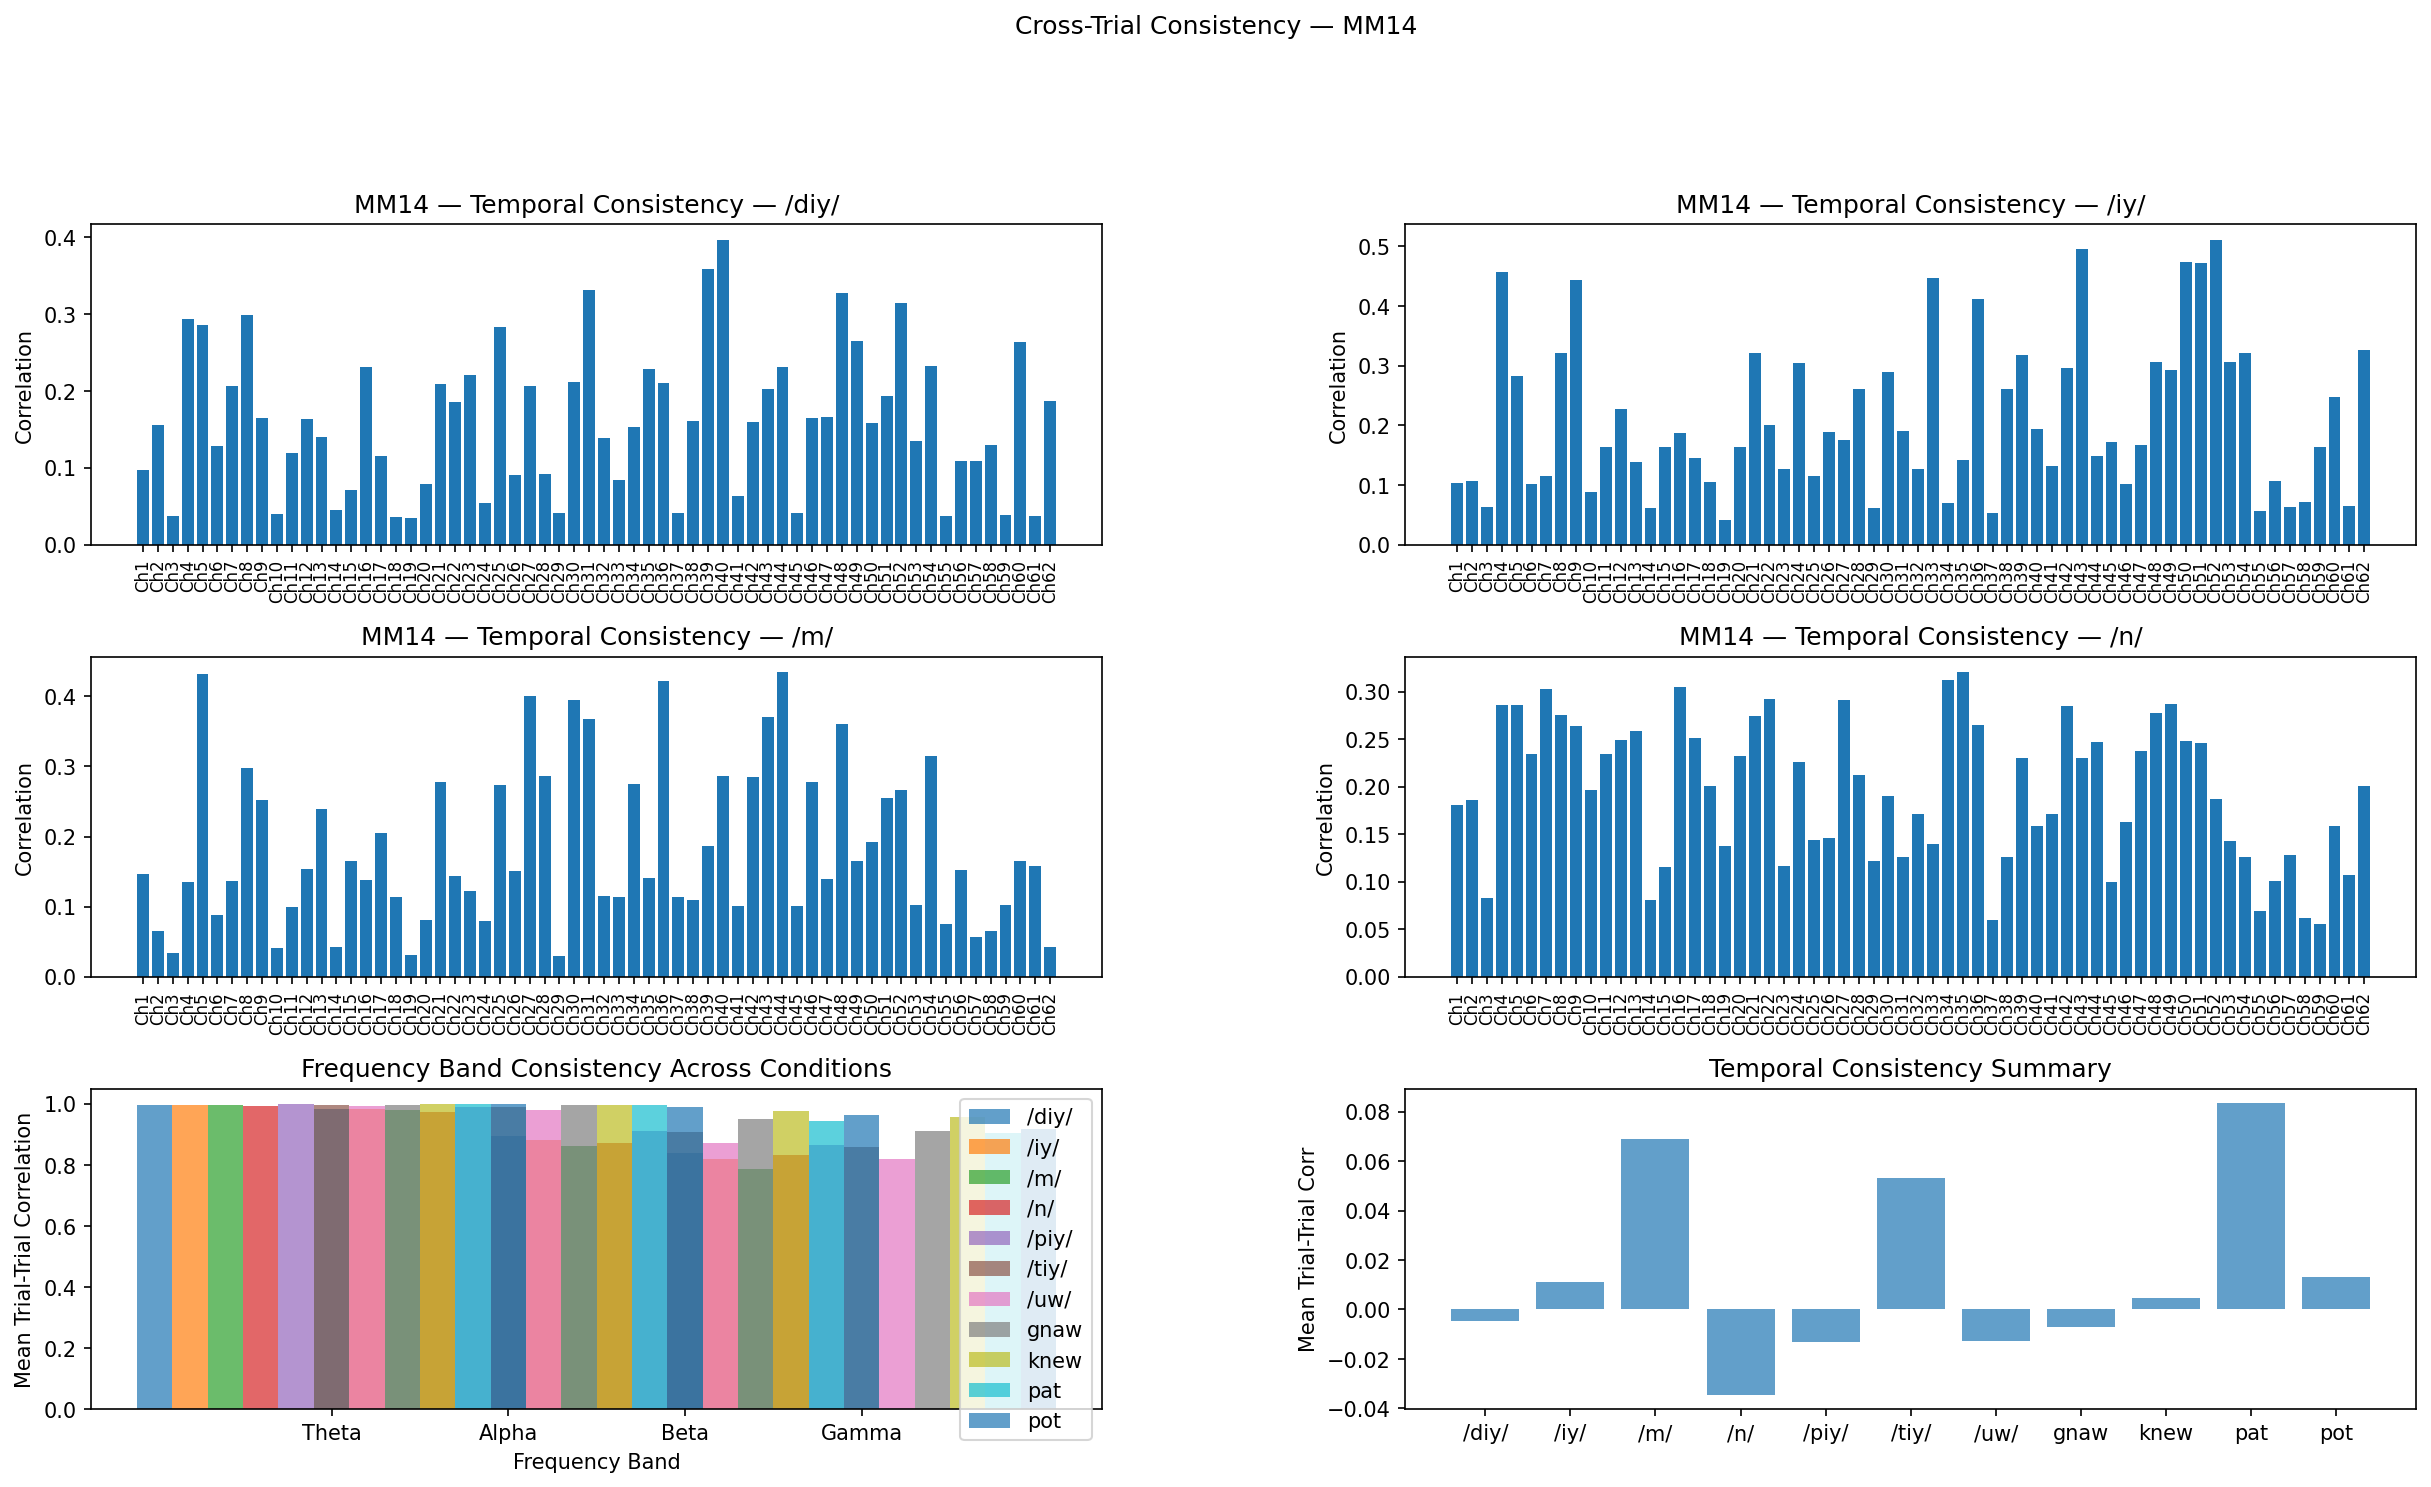 Cross-Trial Consistency — MM14
MM14 — Temporal Consistency — /diy/
Correlation
0.4
0.3
0.2
0.1
0.0
Ch1 Ch2 Ch3 Ch4 Ch5 Ch6 Ch7 Ch8 Ch9 Ch10 Ch11 Ch12 Ch13 Ch14 Ch15 Ch16 Ch17 Ch18 Ch19 Ch20 Ch21 Ch22 Ch23 Ch24 Ch25 Ch26 Ch27 Ch28 Ch29 Ch30 Ch31 Ch32 Ch33 Ch34 Ch35 Ch36 Ch37 Ch38 Ch39 Ch40 Ch41 Ch42 Ch43 Ch44 Ch45 Ch46 Ch47 Ch48 Ch49 Ch50 Ch51 Ch52 Ch53 Ch54 Ch55 Ch56 Ch57 Ch58 Ch59 Ch60 Ch61 Ch62
MM14 — Temporal Consistency — /iy/
Correlation
0.5
0.4
0.3
0.2
0.1
0.0
Ch1 Ch2 Ch3 Ch4 Ch5 Ch6 Ch7 Ch8 Ch9 Ch10 Ch11 Ch12 Ch13 Ch14 Ch15 Ch16 Ch17 Ch18 Ch19 Ch20 Ch21 Ch22 Ch23 Ch24 Ch25 Ch26 Ch27 Ch28 Ch29 Ch30 Ch31 Ch32 Ch33 Ch34 Ch35 Ch36 Ch37 Ch38 Ch39 Ch40 Ch41 Ch42 Ch43 Ch44 Ch45 Ch46 Ch47 Ch48 Ch49 Ch50 Ch51 Ch52 Ch53 Ch54 Ch55 Ch56 Ch57 Ch58 Ch59 Ch60 Ch61 Ch62
MM14 — Temporal Consistency — /m/
Correlation
0.4
0.3
0.2
0.1
0.0
Ch1 Ch2 Ch3 Ch4 Ch5 Ch6 Ch7 Ch8 Ch9 Ch10 Ch11 Ch12 Ch13 Ch14 Ch15 Ch16 Ch17 Ch18 Ch19 Ch20 Ch21 Ch22 Ch23 Ch24 Ch25 Ch26 Ch27 Ch28 Ch29 Ch30 Ch31 Ch32 Ch33 Ch34 Ch35 Ch36 Ch37 Ch38 Ch39 Ch40 Ch41 Ch42 Ch43 Ch44 Ch45 Ch46 Ch47 Ch48 Ch49 Ch50 Ch51 Ch52 Ch53 Ch54 Ch55 Ch56 Ch57 Ch58 Ch59 Ch60 Ch61 Ch62
MM14 — Temporal Consistency — /n/
Correlation
0.30
0.25
0.20
0.15
0.10
0.05
0.00
Ch1 Ch2 Ch3 Ch4 Ch5 Ch6 Ch7 Ch8 Ch9 Ch10 Ch11 Ch12 Ch13 Ch14 Ch15 Ch16 Ch17 Ch18 Ch19 Ch20 Ch21 Ch22 Ch23 Ch24 Ch25 Ch26 Ch27 Ch28 Ch29 Ch30 Ch31 Ch32 Ch33 Ch34 Ch35 Ch36 Ch37 Ch38 Ch39 Ch40 Ch41 Ch42 Ch43 Ch44 Ch45 Ch46 Ch47 Ch48 Ch49 Ch50 Ch51 Ch52 Ch53 Ch54 Ch55 Ch56 Ch57 Ch58 Ch59 Ch60 Ch61 Ch62
Frequency Band Consistency Across Conditions
Mean Trial-Trial Correlation
1.0
0.8
0.6
0.4
0.2
0.0
Theta Alpha Beta Gamma
Frequency Band
/diy/
/iy/
/m/
/n/
/piy/
/tiy/
/uw/
gnaw
knew
pat
pot
Temporal Consistency Summary
Mean Trial-Trial Corr
0.08
0.06
0.04
0.02
0.00
−0.02
−0.04
/diy/ /iy/ /m/ /n/ /piy/ /tiy/ /uw/ gnaw knew pat pot